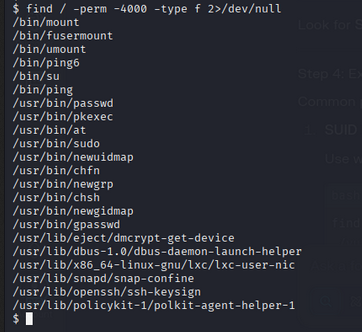 $ find / -perm -4000 -type f 2>/dev/null
/bin/mount
/bin/fusermount
/bin/umount
/bin/ping6
/bin/su
/bin/ping
/usr/bin/passwd
/usr/bin/pkexec
/usr/bin/at
/usr/bin/sudo
/usr/bin/newuidmap
/usr/bin/chfn
/usr/bin/newgrp
/usr/bin/chsh
/usr/bin/newgidmap
/usr/bin/gpasswd
/usr/lib/eject/dmcrypt-get-device
/usr/lib/dbus-1.0/dbus-daemon-launch-helper
/usr/lib/x86_64-linux-gnu/lxc/lxc-user-nic
/usr/lib/snapd/snap-confine
/usr/lib/openssh/ssh-keysign
/usr/lib/policykit-1/polkit-agent-helper-1
$
Look for S
Step 4: Ex
Common
1. SUID
Use